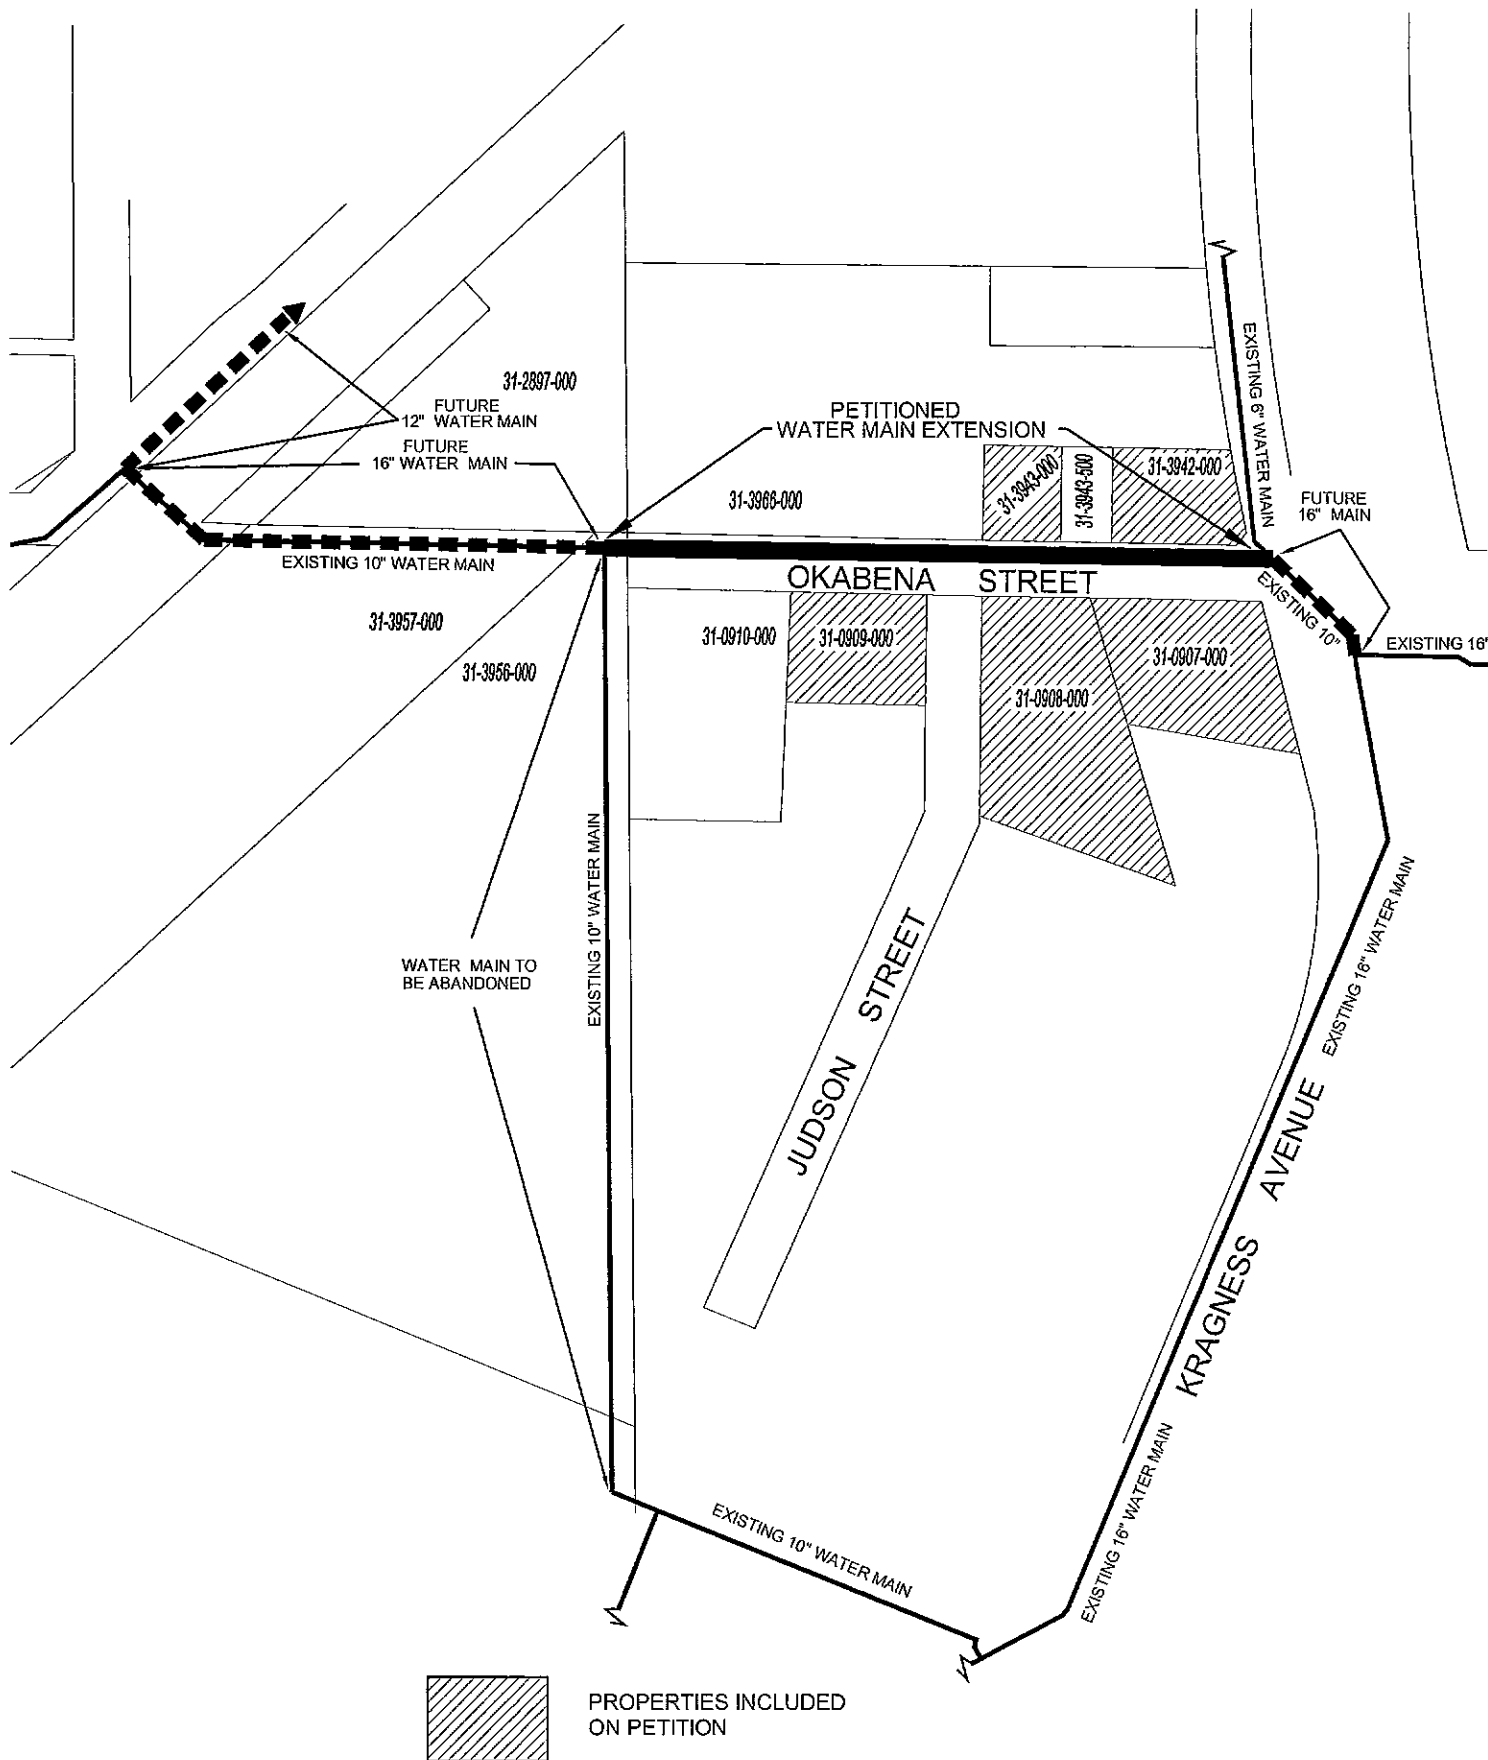 31-2897-000
FUTURE
12" WATER MAIN
FUTURE
16" WATER MAIN
PETITIONED
WATER MAIN EXTENSION
EXISTING 6" WATER MAIN
31-3966-000
31-3943-000
31-3943-500
31-3942-000
FUTURE
16" MAIN
EXISTING 10" WATER MAIN
OKABENA STREET
EXISTING 10"
EXISTING 16"
31-3957-000
31-3956-000
31-0910-000
31-0909-000
31-0908-000
31-0907-000
EXISTING 10" WATER MAIN
WATER MAIN TO
BE ABANDONED
JUDSON STREET
EXISTING 16" WATER MAIN
KRAGNESS AVENUE
EXISTING 16" WATER MAIN
EXISTING 10" WATER MAIN
PROPERTIES INCLUDED
ON PETITION